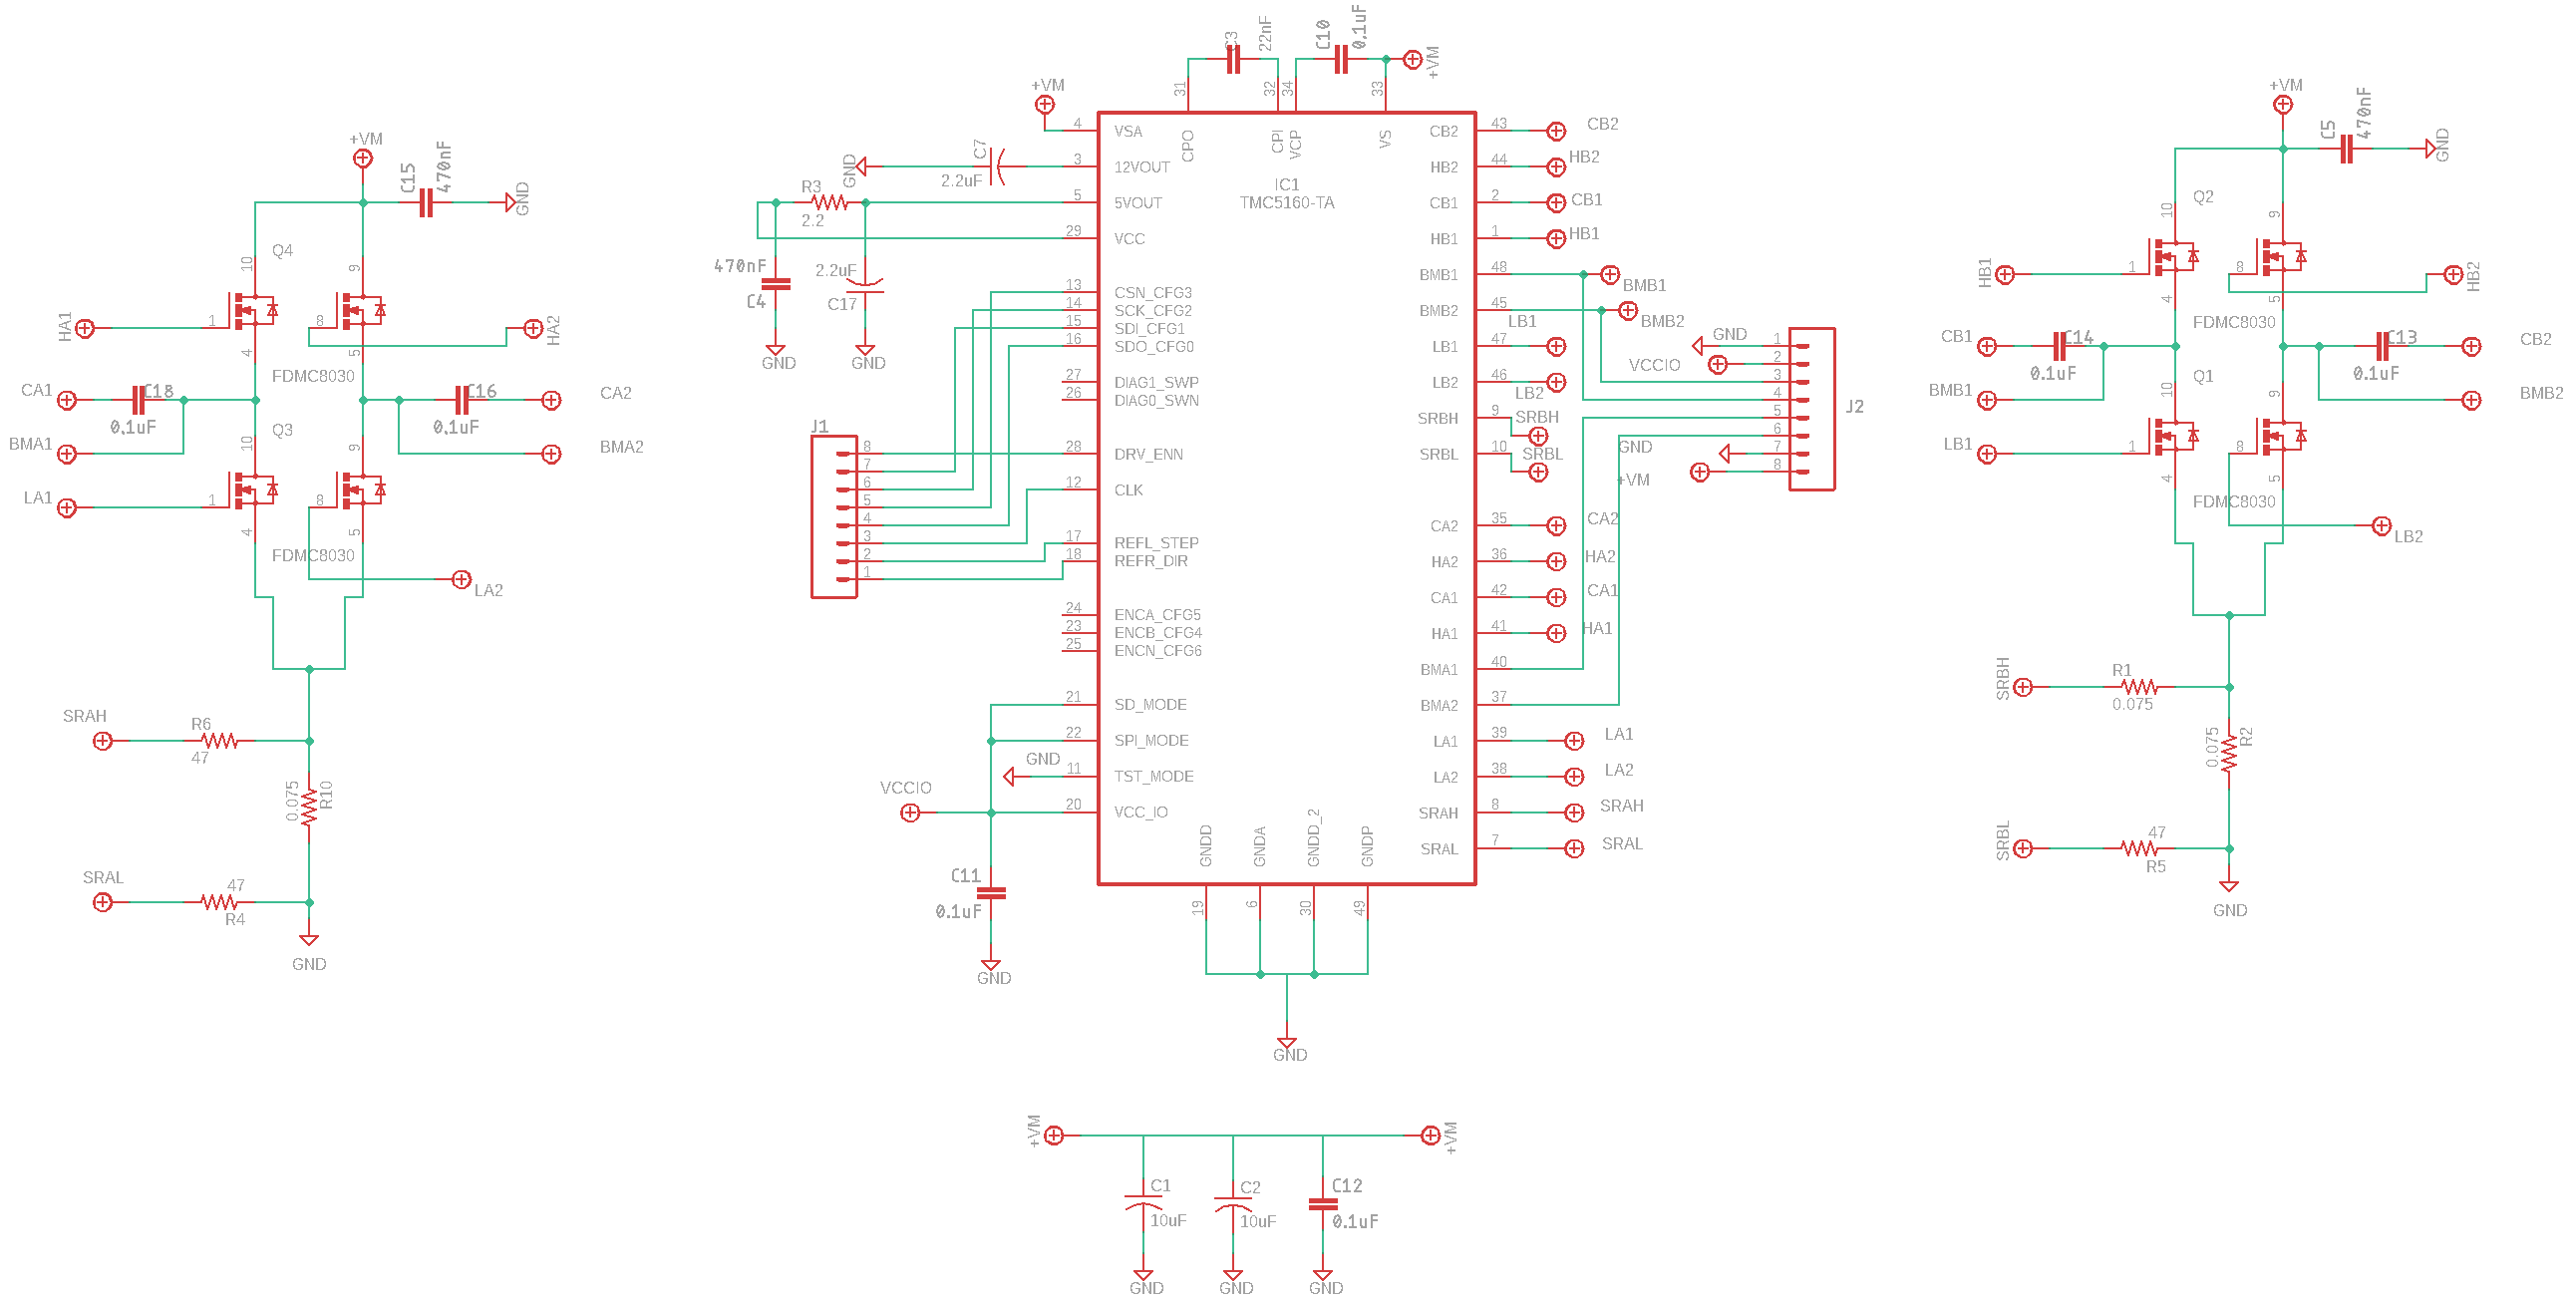 +VM
C15
470nF
GND
Q4
10
9
HA1
1
8
HA2
4
5
FDMC8030
CA1
C18
0.1uF
C16
0.1uF
CA2
BMA1
BMA2
Q3
10
9
LA1
1
8
4
5
FDMC8030
LA2
SRAH
R6
47
0.075
R10
SRAL
47
R4
GND
C3
22nF
C10
0.1uF
+VM
31
32
34
33
+VM
4
VSA
CPO
CPI
VCP
VS
GND
C7
2.2uF
3
12VOUT
IC1
TMC5160-TA
R3
2.2
5
5VOUT
29
VCC
470nF
C4
2.2uF
C17
GND
GND
13
CSN_CFG3
14
SCK_CFG2
15
SDI_CFG1
16
SDO_CFG0
27
DIAG1_SWP
26
DIAG0_SWN
J1
8
7
6
5
4
3
2
1
28
DRV_ENN
12
CLK
17
REFL_STEP
18
REFR_DIR
24
ENCA_CFG5
23
ENCB_CFG4
25
ENCN_CFG6
21
SD_MODE
22
SPI_MODE
GND
11
TST_MODE
VCCIO
20
VCC_IO
C11
0.1uF
GND
GNDD
GNDA
GNDD_2
GNDP
19
6
30
49
GND
CB2
43
CB2
HB2
44
HB2
CB1
2
CB1
HB1
1
HB1
BMB1
48
BMB1
BMB2
45
BMB2
LB1
47
LB1
LB2
46
LB2
SRBH
9
SRBH
SRBL
10
SRBL
CA2
35
CA2
HA2
36
HA2
CA1
42
CA1
HA1
41
HA1
BMA1
40
BMA2
37
LA1
39
LA1
LA2
38
LA2
SRAH
8
SRAH
SRAL
7
SRAL
GND
VCCIO
GND
+VM
1
2
3
4
5
6
7
8
J2
+VM
C5
470nF
GND
Q2
10
9
HB1
1
8
HB2
4
5
FDMC8030
CB1
C14
0.1uF
C13
0.1uF
CB2
BMB1
BMB2
Q1
10
9
LB1
1
8
4
5
FDMC8030
LB2
SRBH
R1
0.075
0.075
R2
SRBL
47
R5
GND
+VM
+VM
C1
10uF
C2
10uF
C12
0.1uF
GND
GND
GND